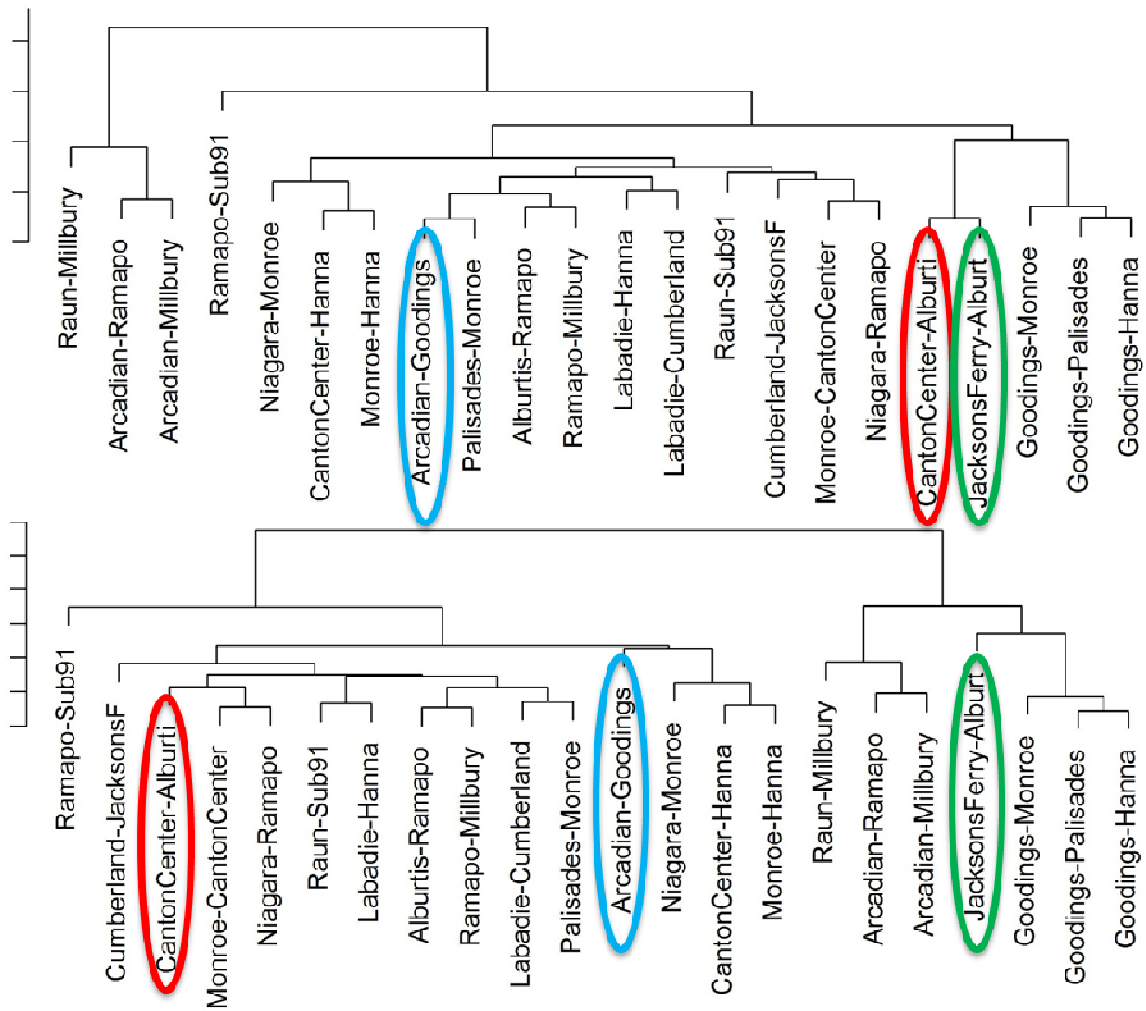 Raun-Millbury
Arcadian-Ramapo
Arcadian-Millbury
Ramapo-Sub91
Niagara-Monroe
CantonCenter-Hanna
Monroe-Hanna
Arcadian-Goodings
Palisades-Monroe
Alburtis-Ramapo
Ramapo-Millbury
Labadie-Hanna
Labadie-Cumberland
Raun-Sub91
Cumberland-JacksonsF
Monroe-CantonCenter
Niagara-Ramapo
CantonCenter-Alburti
JacksonsFerry-Alburt
Goodings-Monroe
Goodings-Palisades
Goodings-Hanna
Ramapo-Sub91
Cumberland-JacksonsF
CantonCenter-Alburti
Monroe-CantonCenter
Niagara-Ramapo
Raun-Sub91
Labadie-Hanna
Alburtis-Ramapo
Ramapo-Millbury
Labadie-Cumberland
Palisades-Monroe
Arcadian-Goodings
Niagara-Monroe
CantonCenter-Hanna
Monroe-Hanna
Raun-Millbury
Arcadian-Ramapo
Arcadian-Millbury
JacksonsFerry-Alburt
Goodings-Monroe
Goodings-Palisades
Goodings-Hanna